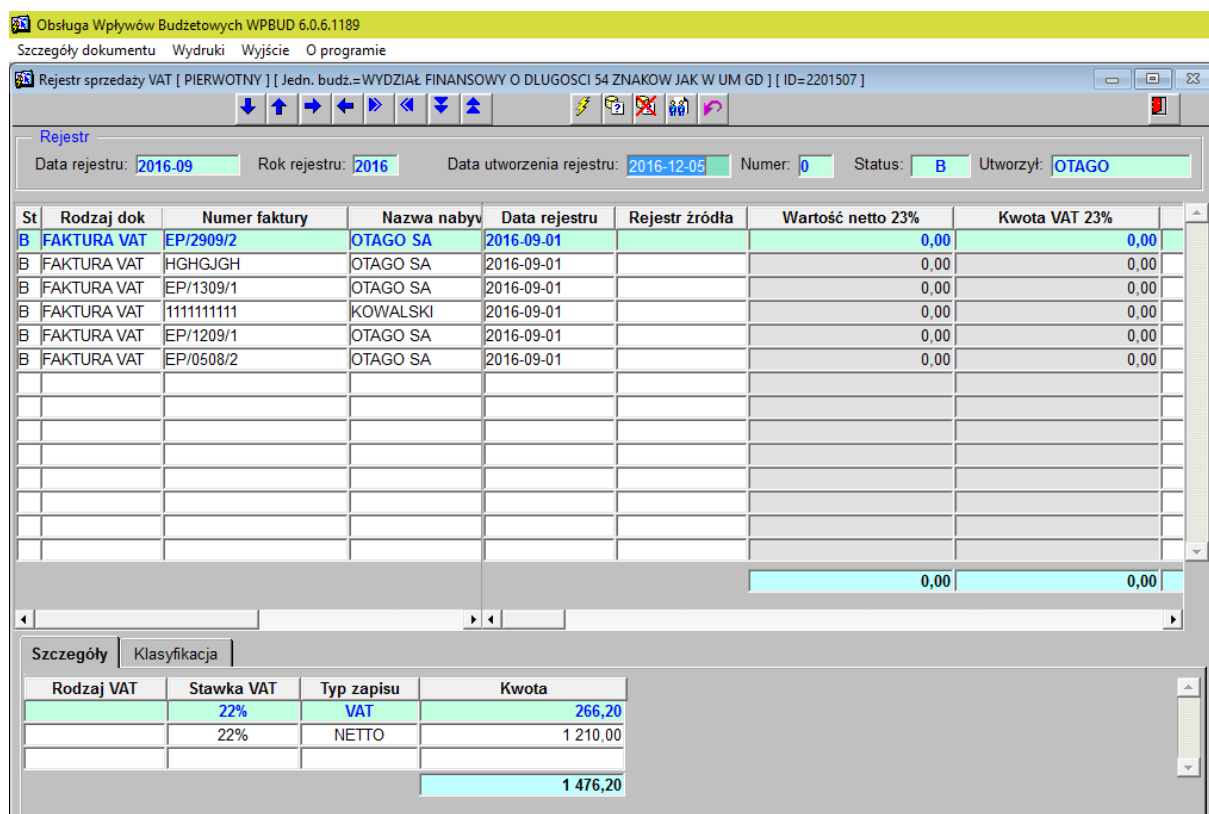 Obsługa Wpływów Budżetowych WPBUD 6.0.6.1189
Szczegóły dokumentu Wydruki Wyjście O programie
Rejestr sprzedaży VAT [ PIERWOTNY ] [ Jedn. budż.=WYDZIAŁ FINANSOWY O DLUGOSCI 54 ZNAKOW JAK W UM GD ] [ ID=2201507 ]
Rejestr
Data rejestru: 2016-09 Rok rejestru: 2016 Data utworzenia rejestru: 2016-12-05 Numer: 0 Status: B Utworzył: OTAGO
St Rodzaj dok Numer faktury Nazwa nabyv Data rejestru Rejestr źródła Wartość netto 23% Kwota VAT 23%
B FAKTURA VAT EP/2909/2 OTAGO SA 2016-09-01 0,00 0,00
B FAKTURA VAT HGHGJGH OTAGO SA 2016-09-01 0,00 0,00
B FAKTURA VAT EP/1309/1 OTAGO SA 2016-09-01 0,00 0,00
B FAKTURA VAT 1111111111 KOWALSKI 2016-09-01 0,00 0,00
B FAKTURA VAT EP/1209/1 OTAGO SA 2016-09-01 0,00 0,00
B FAKTURA VAT EP/0508/2 OTAGO SA 2016-09-01 0,00 0,00
0,00 0,00
Szczegóły Klasyfikacja
Rodzaj VAT Stawka VAT Typ zapisu Kwota
22% VAT 266,20
22% NETTO 1 210,00
1 476,20